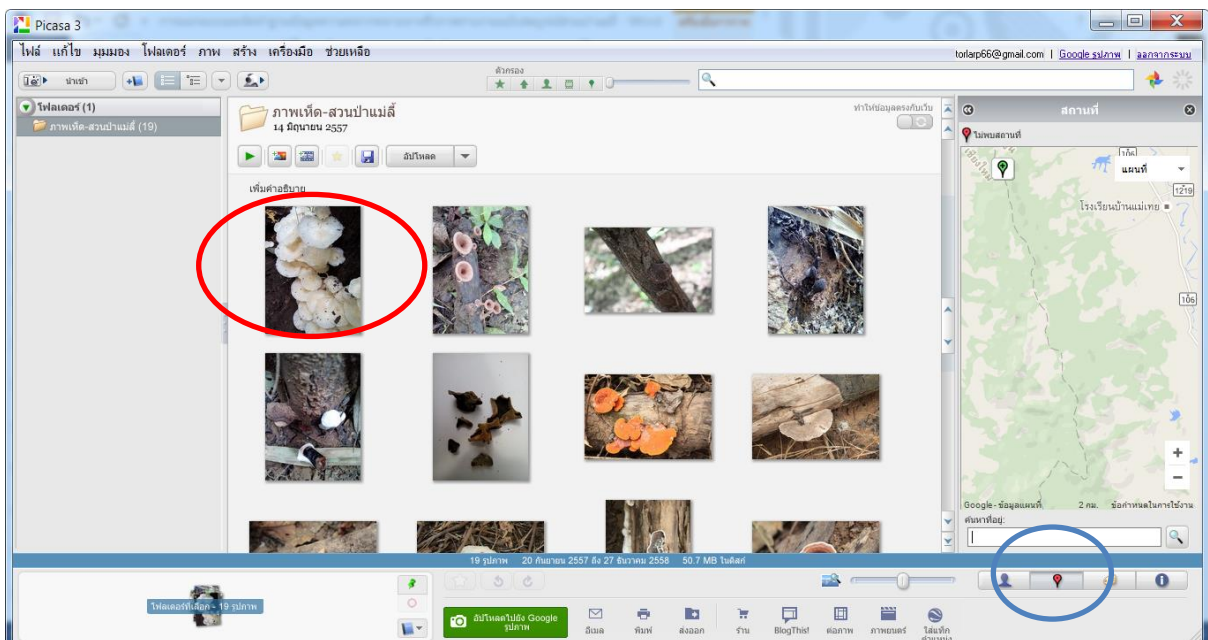 Picasa 3
ไฟล์ แก้ไข มุมมอง โฟลเดอร์ ภาพ สร้าง เครื่องมือ ช่วยเหลือ
torlarp66@gmail.com | Google รูปภาพ | ออกจากระบบ
นำเข้า
ตัวกรอง
โฟลเดอร์ (1)
ภาพเห็ด-สวนป่าแม่ลี้ (19)
ภาพเห็ด-สวนป่าแม่ลี้
14 มิถุนายน 2557
ทำให้ข้อมูลตรงกับเว็บ
อัปโหลด
เพิ่มคำอธิบาย
สถานที่
ไม่พบสถานที่
106
แผนที่
1219
โรงเรียนบ้านแม่เทย
106
+
−
Google - ข้อมูลแผนที่ 2 กม. ข้อกำหนดในการใช้งาน
ค้นหาที่อยู่:
19 รูปภาพ 20 กันยายน 2557 ถึง 27 ธันวาคม 2558 50.7 MB ในดิสก์
โฟลเดอร์ที่เลือก - 19 รูปภาพ
อัปโหลดไปยัง Google
รูปภาพ
อีเมล พิมพ์ ส่งออก ร้าน BlogThis! ต่อภาพ ภาพยนตร์ ใส่แท็ก
ตำแหน่ง